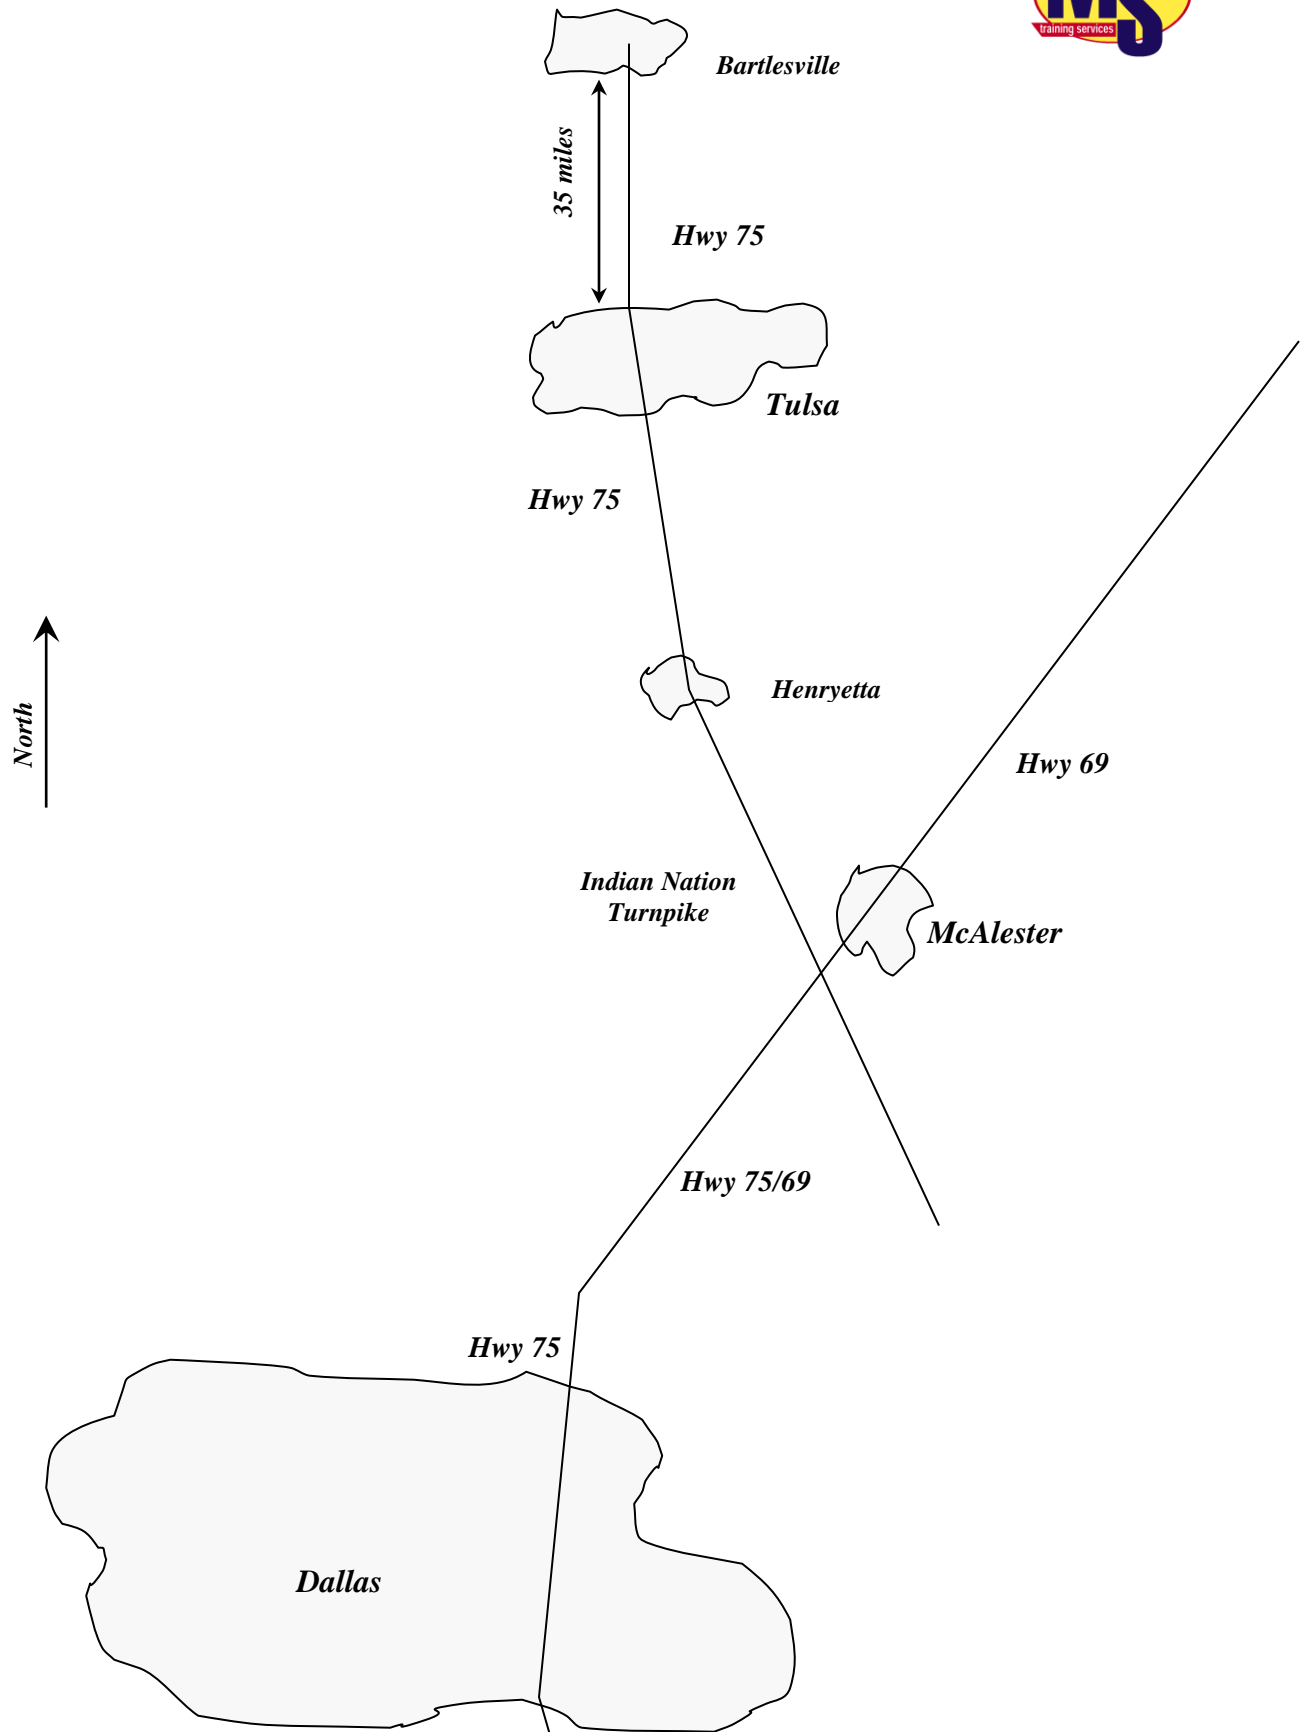 MS
training services
Bartlesville
35 miles
Hwy 75
Tulsa
Hwy 75
Henryetta
North
Hwy 69
Indian Nation
Turnpike
McAlester
Hwy 75/69
Hwy 75
Dallas